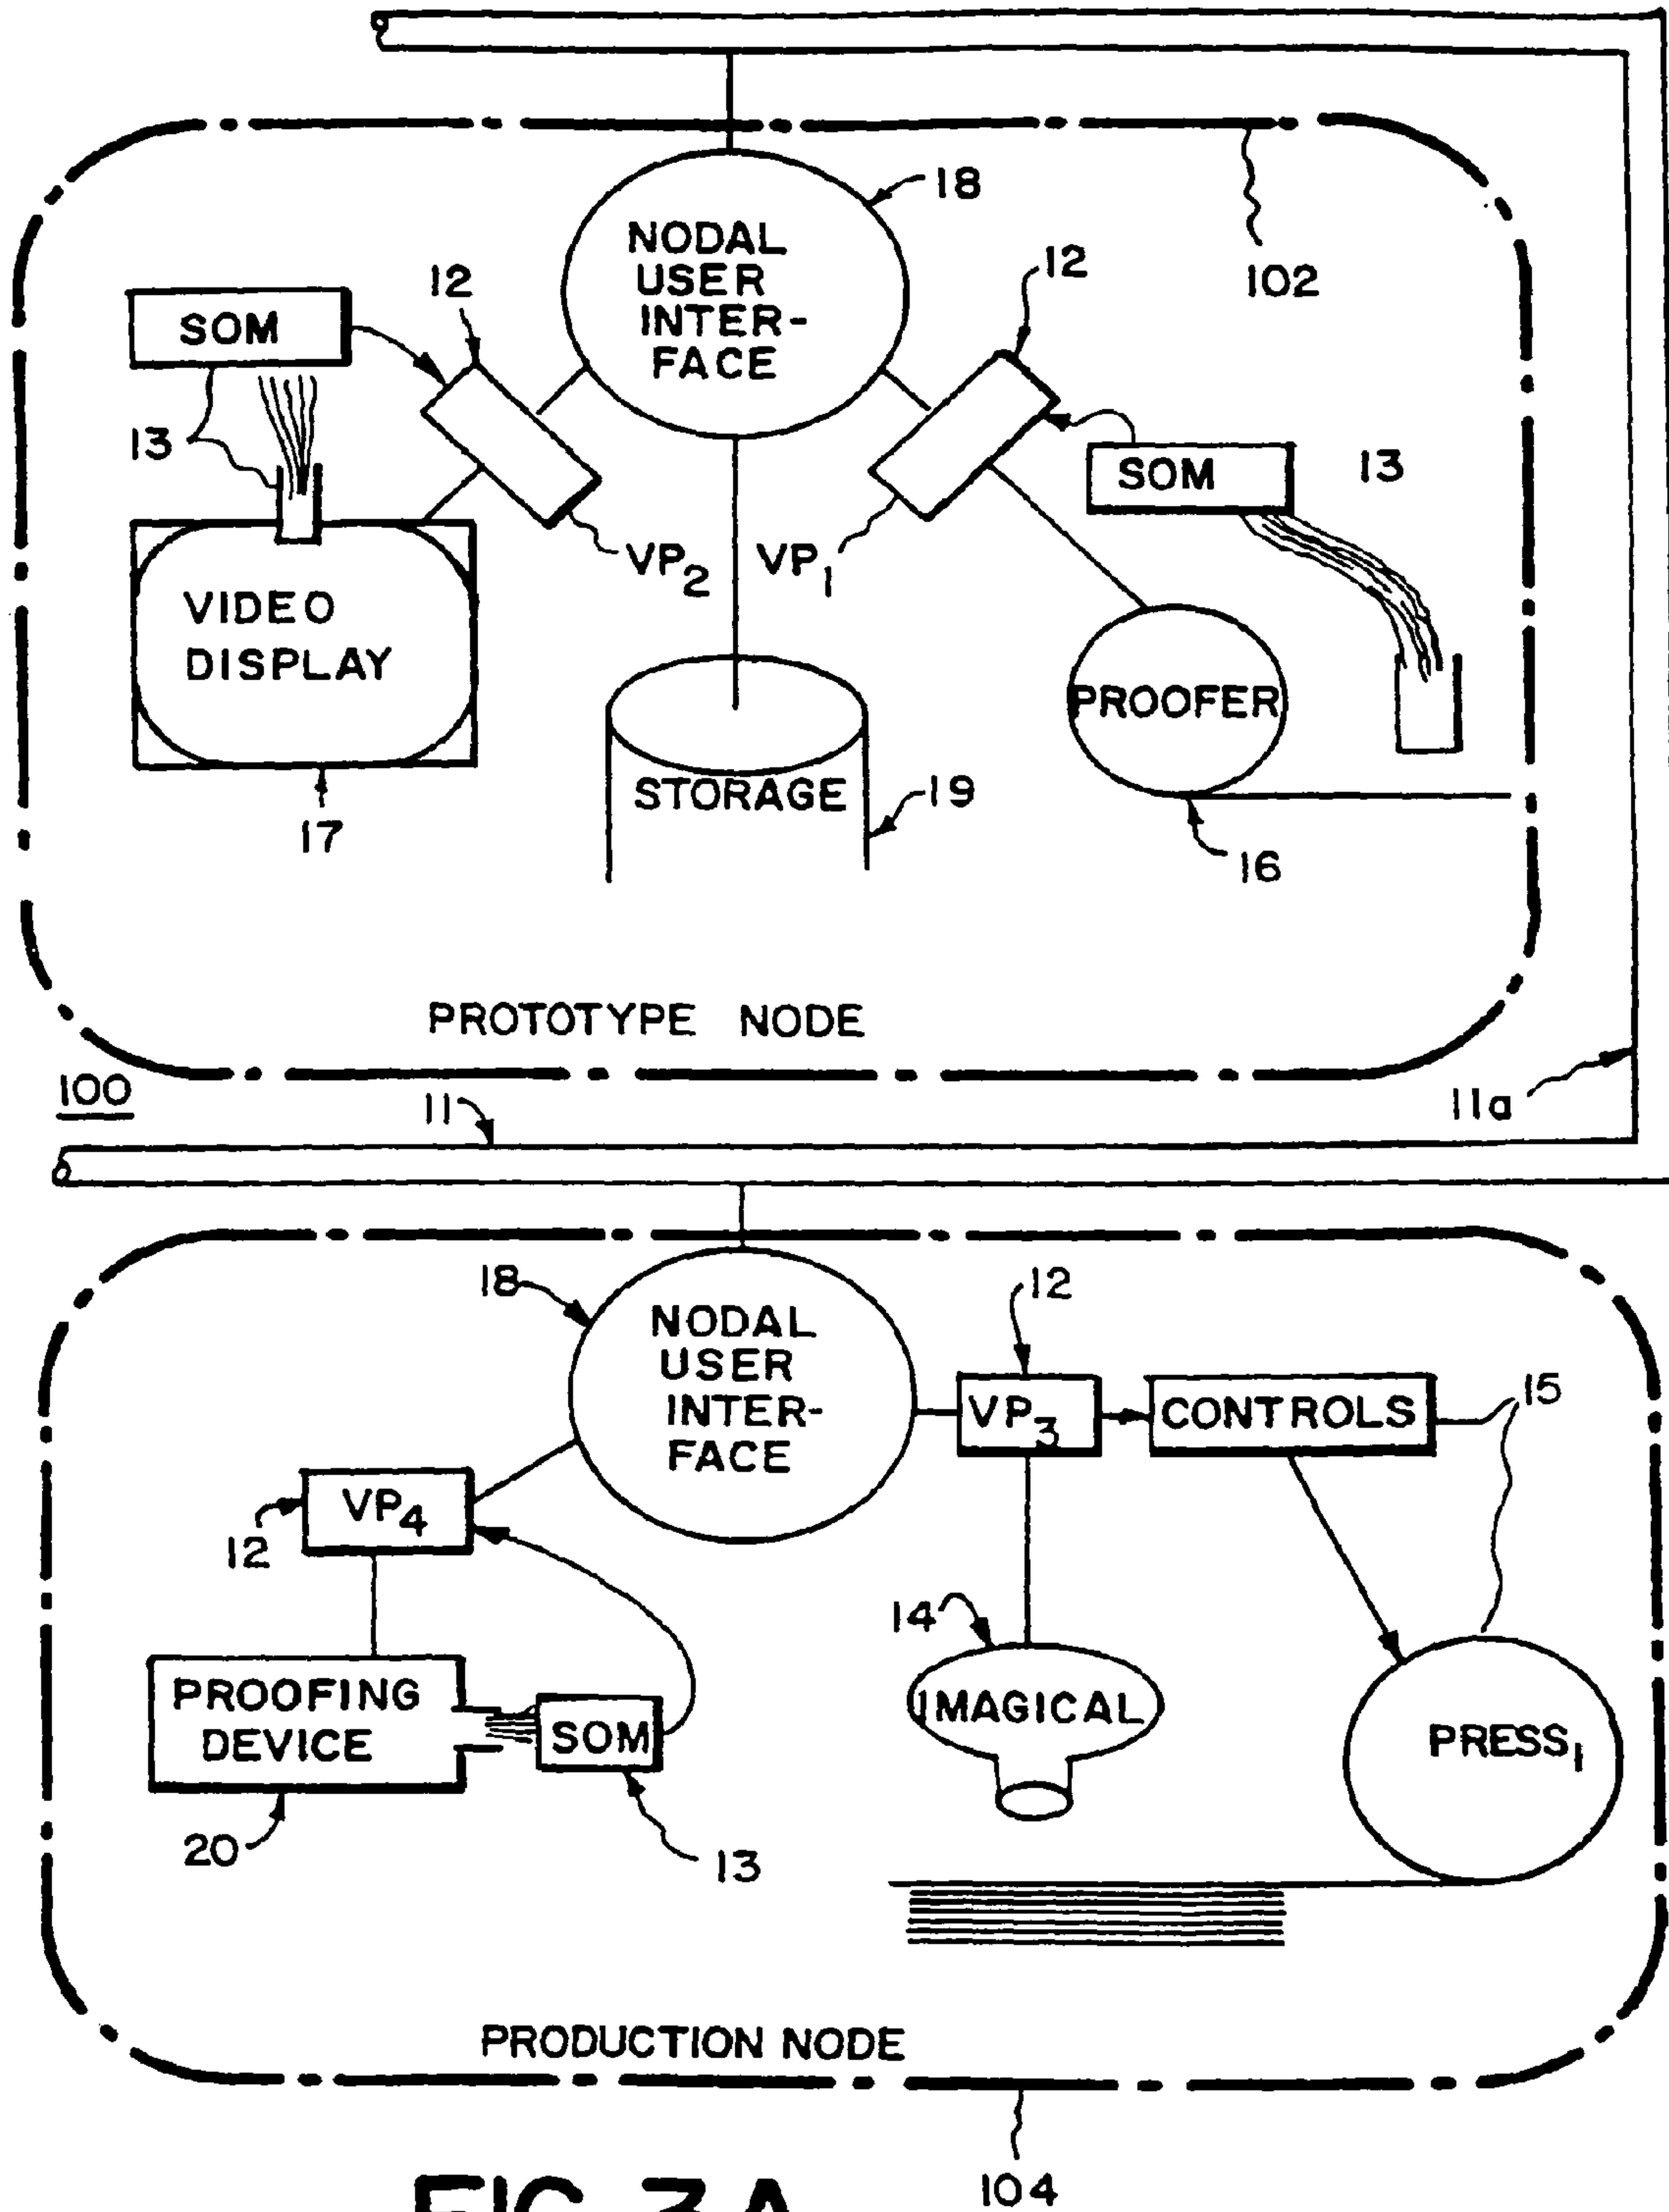 18
NODAL
USER
INTER-
FACE
102
12
12
SOM
13
SOM
13
VP2
VP1
VIDEO
DISPLAY
PROOFER
STORAGE
19
17
16
PROTOTYPE NODE
100
11
11a
18
NODAL
USER
INTER-
FACE
12
VP3
CONTROLS
15
VP4
12
14
IMAGICAL
PROOFING
DEVICE
SOM
PRESS1
20
13
PRODUCTION NODE
104
FIG. 3A